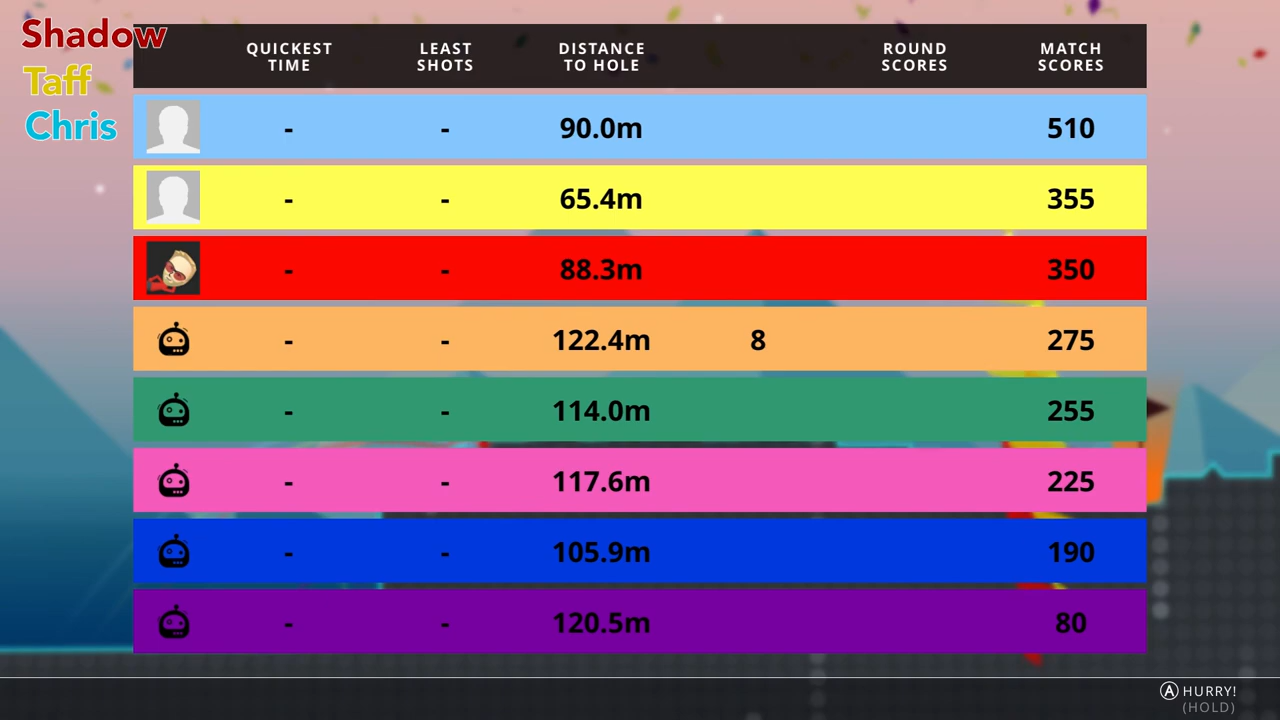 Shadow
Taff
Chris
QUICKEST TIME LEAST SHOTS DISTANCE TO HOLE ROUND SCORES MATCH SCORES
- - 90.0m 510
- - 65.4m 355
- - 88.3m 350
- - 122.4m 8 275
- - 114.0m 255
- - 117.6m 225
- - 105.9m 190
- - 120.5m 80
A HURRY!
(HOLD)